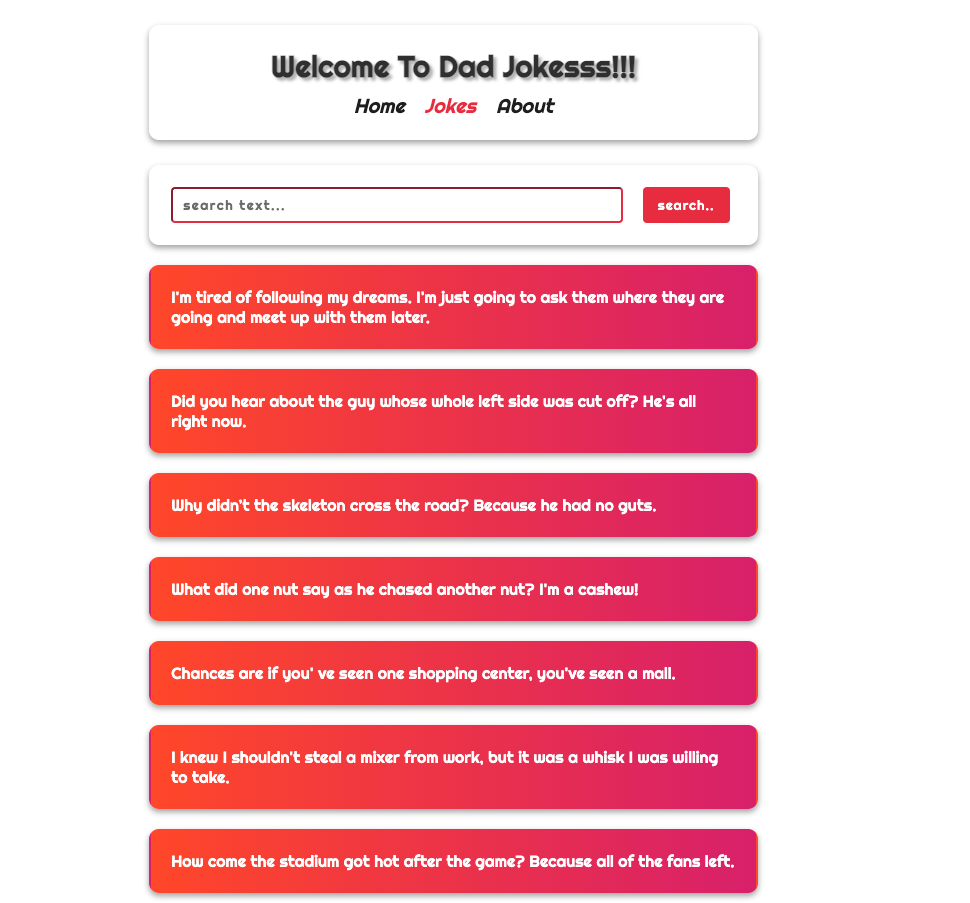 Welcome To Dad Jokesss!!!
Home Jokes About
search text... search..
I'm tired of following my dreams. I'm just going to ask them where they are
going and meet up with them later.
Did you hear about the guy whose whole left side was cut off? He's all
right now.
Why didn't the skeleton cross the road? Because he had no guts.
What did one nut say as he chased another nut? I'm a cashew!
Chances are if you' ve seen one shopping center, you've seen a mall.
I knew I shouldn't steal a mixer from work, but it was a whisk I was willing
to take.
How come the stadium got hot after the game? Because all of the fans left.